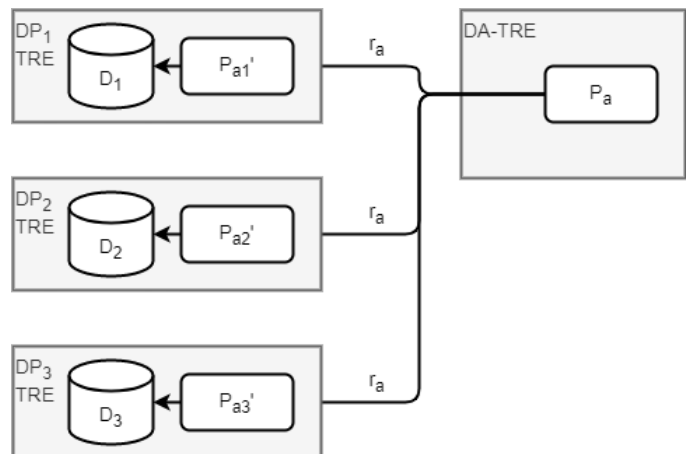 DP₁
TRE
D₁
Pₐ₁'
rₐ
DA-TRE
Pₐ
DP₂
TRE
D₂
Pₐ₂'
rₐ
DP₃
TRE
D₃
Pₐ₃'
rₐ